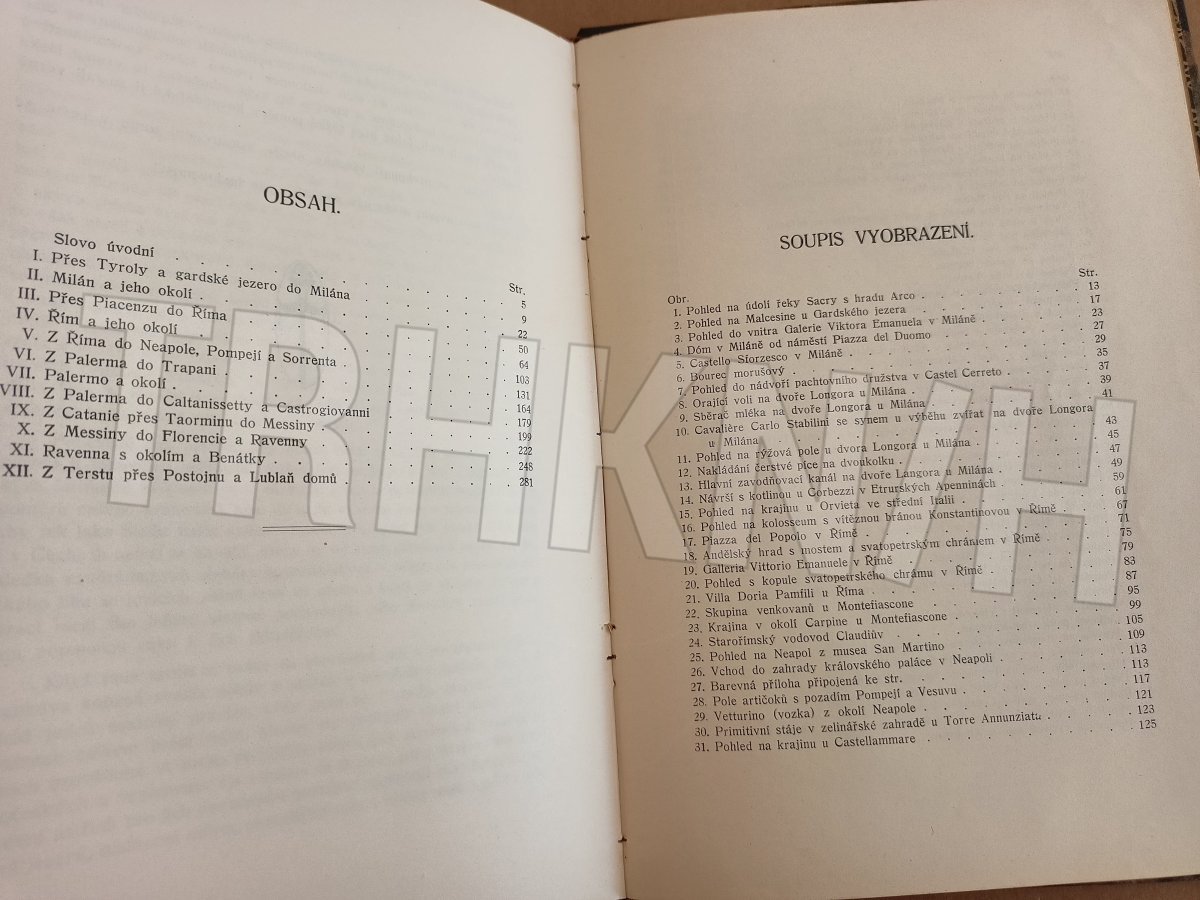 OBSAH.
Str.
Slovo úvodní . . . . . . . . . . 5
I. Přes Tyroly a gardské jezero do Milána . . . . . 9
II. Milán a jeho okolí . . . . . . . . . 22
III. Přes Piacenzu do Říma . . . . . . . . 50
IV. Řím a jeho okolí . . . . . . . . . 64
V. Z Říma do Neapole, Pompejí a Sorrenta . . . . . 103
VI. Z Palerma do Trapani . . . . . . . . 131
VII. Palermo a okolí . . . . . . . . . 164
VIII. Z Palerma do Caltanissetty a Castrogiovanni . . . . 179
IX. Z Catanie přes Taorminu do Messiny . . . . . 199
X. Z Messiny do Florencie a Ravenny . . . . . . 222
XI. Ravenna s okolím a Benátky . . . . . . . 248
XII. Z Terstu přes Postojnu a Lublaň domů . . . . . 281
SOUPIS VYOBRAZENÍ.
Obr. Str.
1. Pohled na údolí řeky Sacry s hradu Arco . . . . . 13
2. Pohled na Malcesine u Gardského jezera . . . . . 17
3. Pohled do vnitra Galerie Viktora Emanuela v Miláně . . . 23
4. Dóm v Miláně od náměstí Piazza del Duomo . . . . 27
5. Castello Sforzesco v Miláně . . . . . . . 29
6. Bourec morušový . . . . . . . . . 35
7. Pohled do nádvoří pachtovního družstva v Castel Cerreto . . . 37
8. Orající voli na dvoře Longora u Milána . . . . . 39
9. Sběrač mléka na dvoře Longora u Milána . . . . . 41
10. Cavalière Carlo Stabilini se synem u výběhu zvířat na dvoře Longora
u Milána . . . . . . . . . 43
11. Pohled na rýžová pole u dvora Longora u Milána . . . . 45
12. Nakládání čerstvé píce na dvoukolku . . . . . . 47
13. Hlavní zavodňovací kanál na dvoře Langora u Milána . . . 49
14. Návrší s kotlinou u Corbezzi v Etrurských Apenninách . . . 59
15. Pohled na krajinu u Orvieta ve střední Italii . . . . . 61
16. Pohled na kolosseum s vítěznou bránou Konstantinovou v Římě . 67
17. Piazza del Popolo v Římě . . . . . . . 71
18. Andělský hrad s mostem a svatopetrským chrámem v Římě . . 75
19. Galleria Vittorio Emanuele v Římě . . . . . . 79
20. Pohled s kopule svatopetrského chrámu v Římě . . . . 83
21. Villa Doria Pamfili u Říma . . . . . . . 87
22. Skupina venkovanů u Montefiascone . . . . . . 95
23. Krajina v okolí Carpine u Montefiascone . . . . . 99
24. Starořímský vodovod Claudiův . . . . . . . 105
25. Pohled na Neapol z musea San Martino . . . . . 109
26. Vchod do zahrady královského paláce v Neapoli . . . . 113
27. Barevná příloha připojená ke str. . . . . . . 113
28. Pole artičoků s pozadím Pompejí a Vesuvu . . . . . 117
29. Vetturino (vozka) z okolí Neapole . . . . . . 121
30. Primitivní stáje v zelinářské zahradě u Torre Annunziata . . . 123
31. Pohled na krajinu u Castellammare . . . . . . 125
TRHKNIH